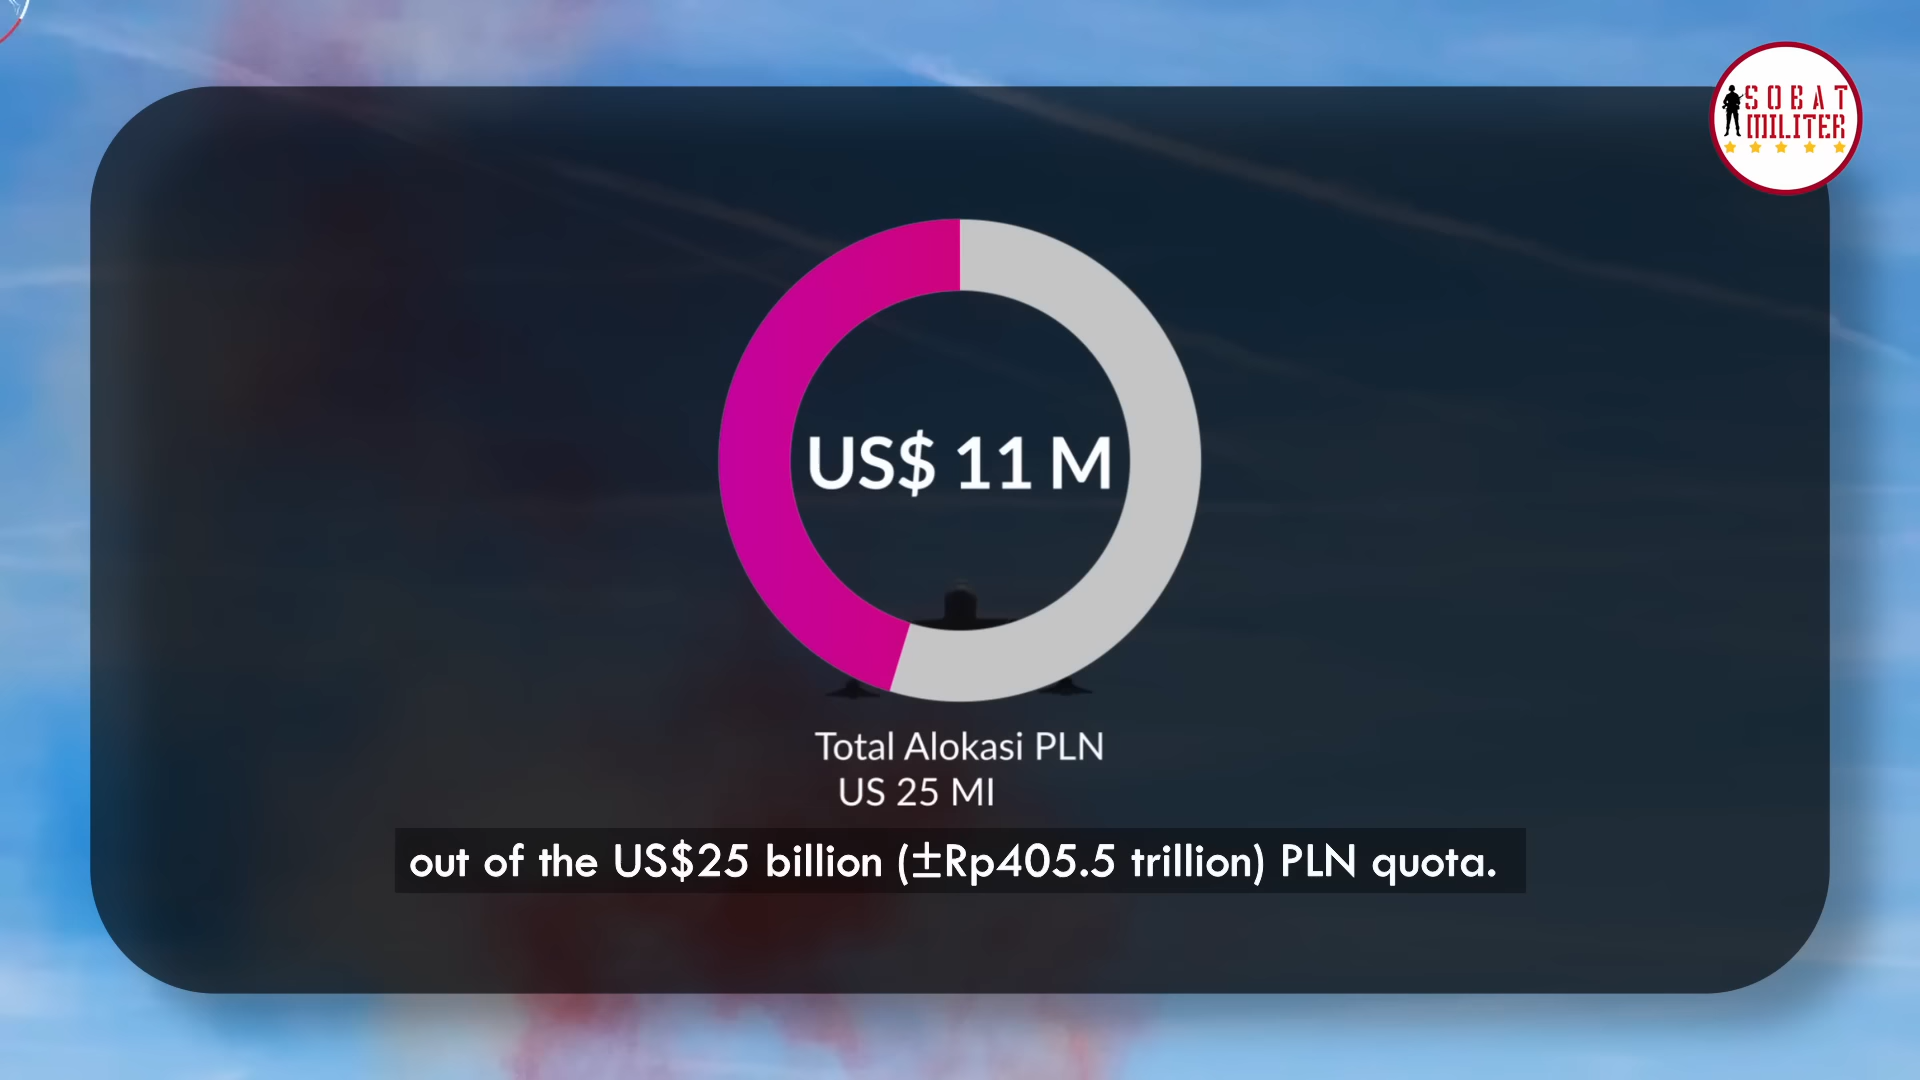 SOBAT
MILITER
US$ 11 M
Total Alokasi PLN
US 25 MI
out of the US$25 billion (±Rp405.5 trillion) PLN quota.